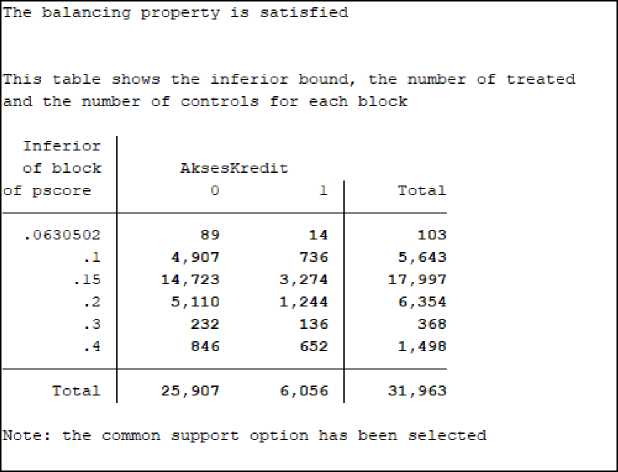 The balancing property is satisfied
This table shows the inferior bound, the number of treated
and the number of controls for each block
Inferior
of block AksesKredit
of pscore 0 1 Total
.0630502 89 14 103
.1 4,907 736 5,643
.15 14,723 3,274 17,997
.2 5,110 1,244 6,354
.3 232 136 368
.4 846 652 1,498
Total 25,907 6,056 31,963
Note: the common support option has been selected